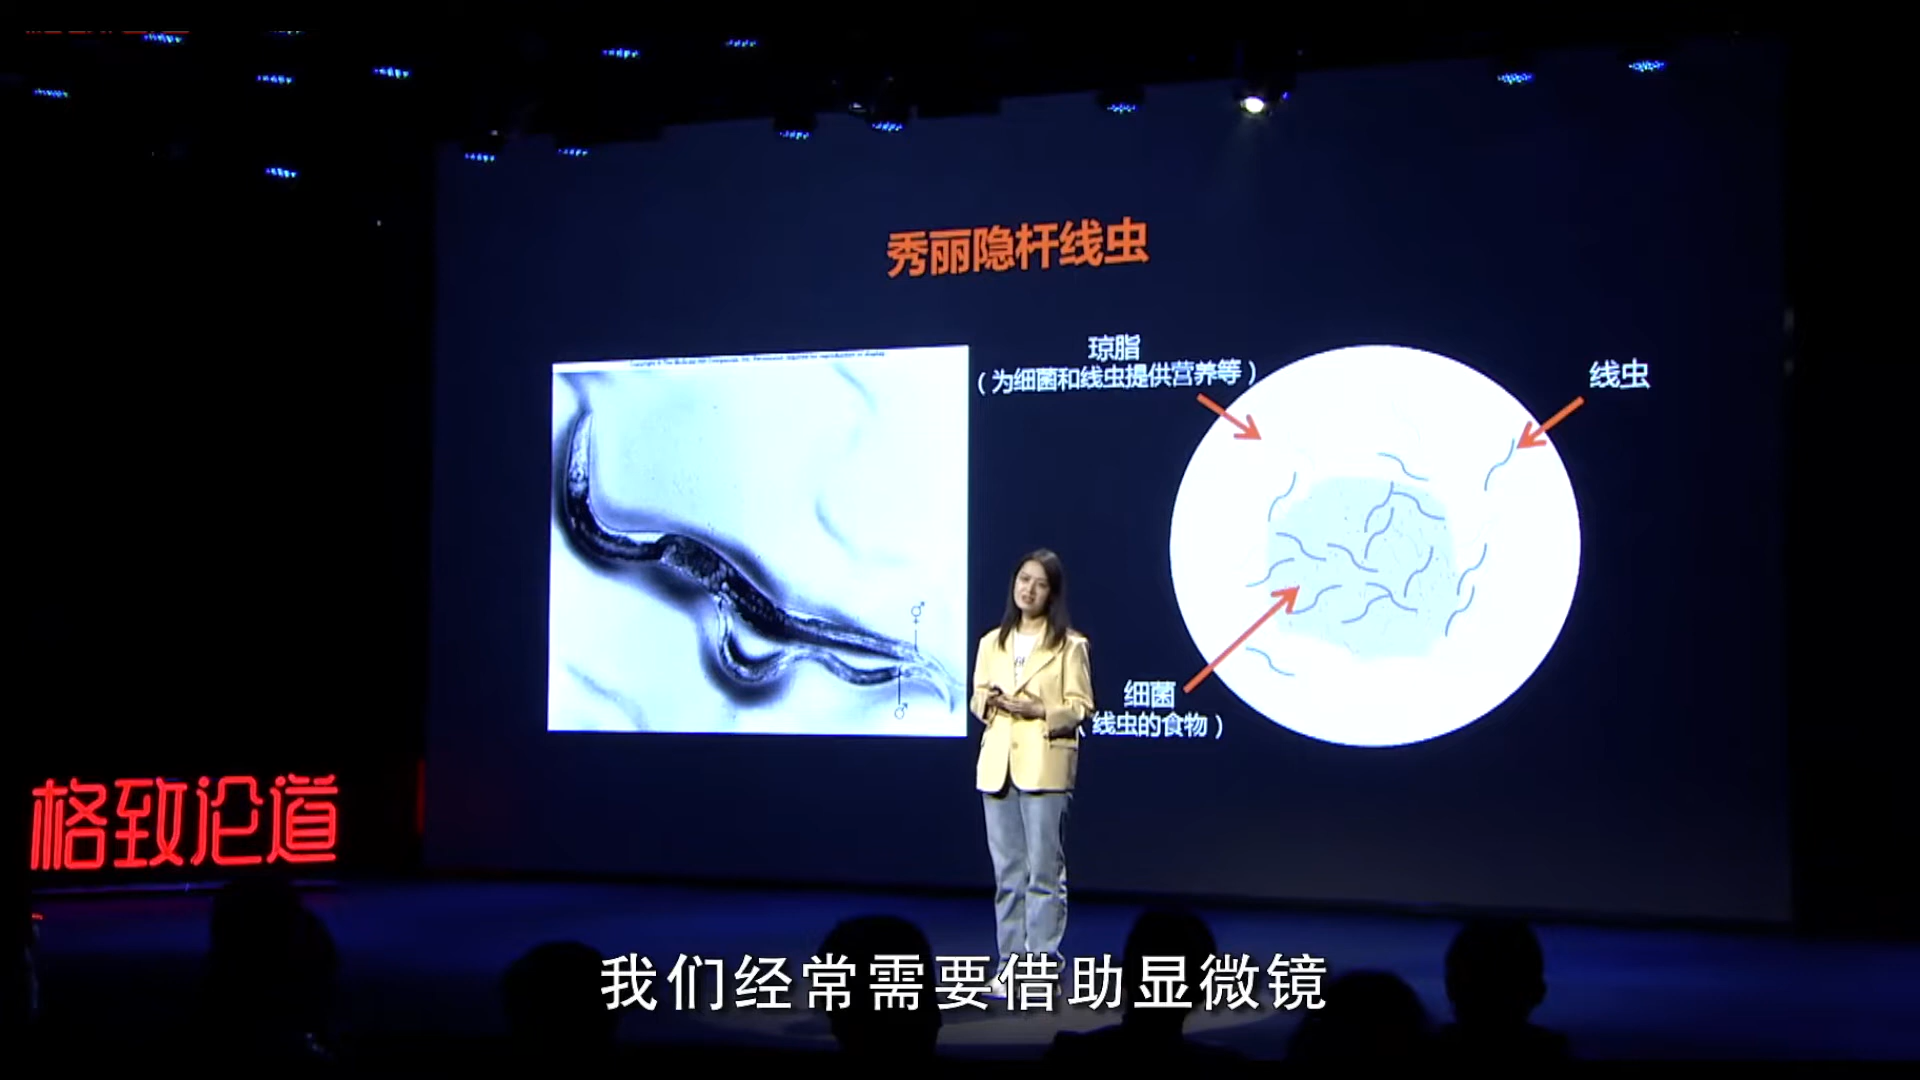 秀丽隐杆线虫
琼脂
（为细菌和线虫提供营养等）
线虫
细菌
（线虫的食物）
格致论道
我们经常需要借助显微镜